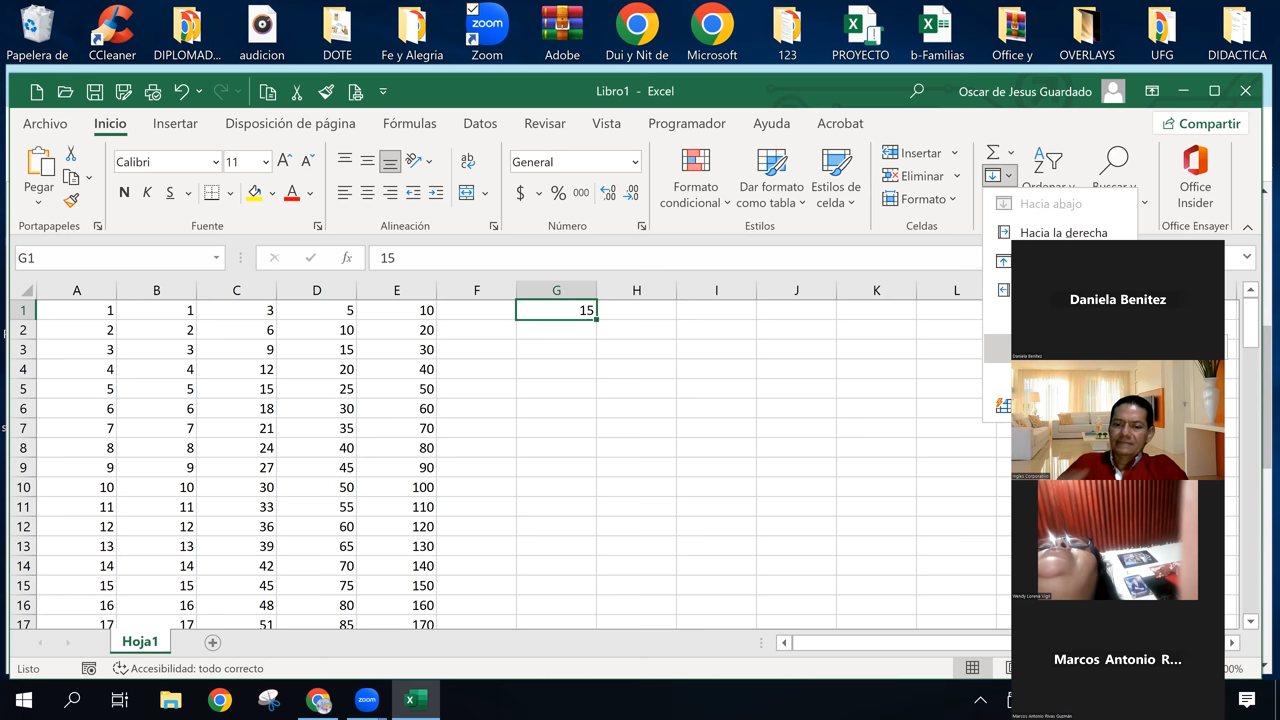 Papelera de
CCleaner
DIPLOMAD...
audicion
DOTE
Fe y Alegria
zoom
Zoom
Adobe
Dui y Nit de
Microsoft
123
PROYECTO
b-Familias
Office y
OVERLAYS
UFG
DIDACTICA
Libro1 - Excel
Oscar de Jesus Guardado
Archivo
Inicio
Insertar
Disposición de página
Fórmulas
Datos
Revisar
Vista
Programador
Ayuda
Acrobat
Compartir
Pegar
Calibri
11
General
Formato
condicional
Dar formato
como tabla
Estilos de
celda
Insertar
Eliminar
Formato
Office
Insider
N K S
$ % 000
Portapapeles
Fuente
Alineación
Número
Estilos
Celdas
Office Ensayer
Hacia abajo
Hacia la derecha
G1
fx
15
A B C D E F G H I J K L
1 1 1 3 5 10 15
2 2 2 6 10 20
3 3 3 9 15 30
4 4 4 12 20 40
5 5 5 15 25 50
6 6 6 18 30 60
7 7 7 21 35 70
8 8 8 24 40 80
9 9 9 27 45 90
10 10 10 30 50 100
11 11 11 33 55 110
12 12 12 36 60 120
13 13 13 39 65 130
14 14 14 42 70 140
15 15 15 45 75 150
16 16 16 48 80 160
17 17 17 51 85 170
Daniela Benitez
Daniela Benitez
Ingles Corporativo
Wendy Lorena Vigil
Marcos Antonio R...
Marcos Antonio Rivas Guzmán
Hoja1
Listo
Accesibilidad: todo correcto
zoom